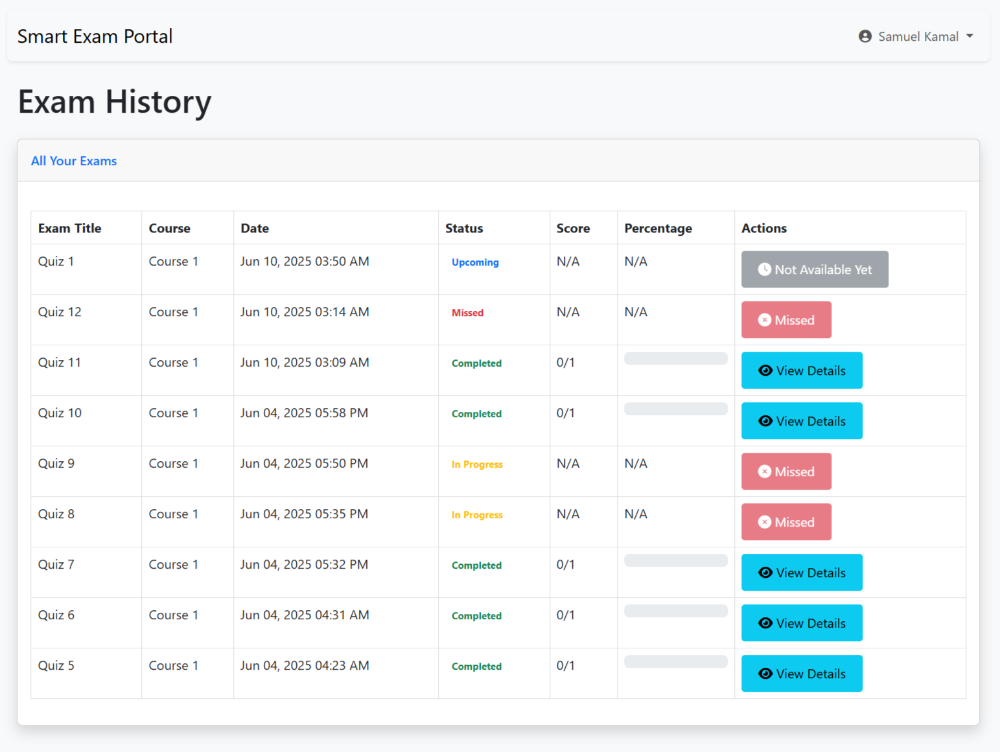 Smart Exam Portal
Samuel Kamal
Exam History
All Your Exams
Exam Title Course Date Status Score Percentage Actions
Quiz 1 Course 1 Jun 10, 2025 03:50 AM Upcoming N/A N/A Not Available Yet
Quiz 12 Course 1 Jun 10, 2025 03:14 AM Missed N/A N/A Missed
Quiz 11 Course 1 Jun 10, 2025 03:09 AM Completed 0/1 View Details
Quiz 10 Course 1 Jun 04, 2025 05:58 PM Completed 0/1 View Details
Quiz 9 Course 1 Jun 04, 2025 05:50 PM In Progress N/A N/A Missed
Quiz 8 Course 1 Jun 04, 2025 05:35 PM In Progress N/A N/A Missed
Quiz 7 Course 1 Jun 04, 2025 05:32 PM Completed 0/1 View Details
Quiz 6 Course 1 Jun 04, 2025 04:31 AM Completed 0/1 View Details
Quiz 5 Course 1 Jun 04, 2025 04:23 AM Completed 0/1 View Details